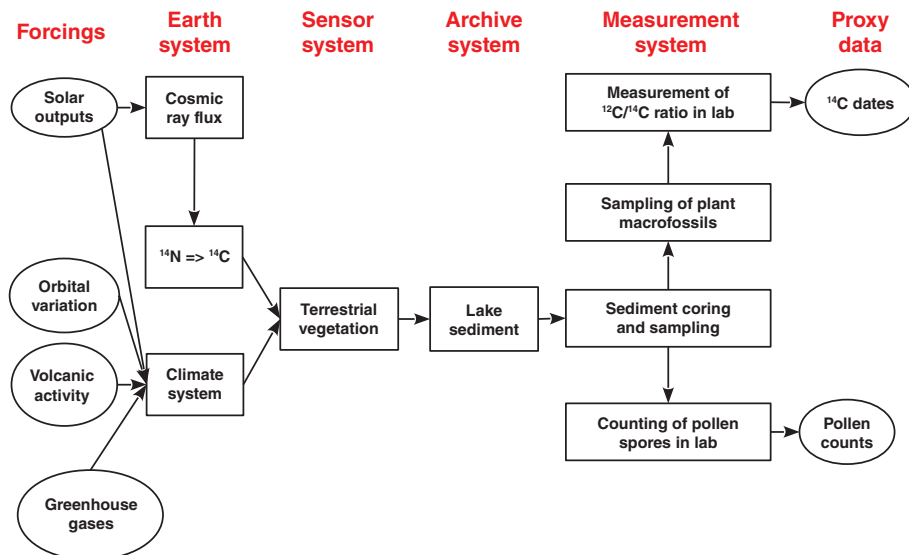 Forcings
Earth
system
Sensor
system
Archive
system
Measurement
system
Proxy
data
Solar
outputs
Cosmic
ray flux
Measurement of
¹²C/¹⁴C ratio in lab
¹⁴C dates
Sampling of plant
macrofossils
¹⁴N => ¹⁴C
Orbital
variation
Terrestrial
vegetation
Lake
sediment
Sediment coring
and sampling
Volcanic
activity
Climate
system
Counting of pollen
spores in lab
Pollen
counts
Greenhouse
gases